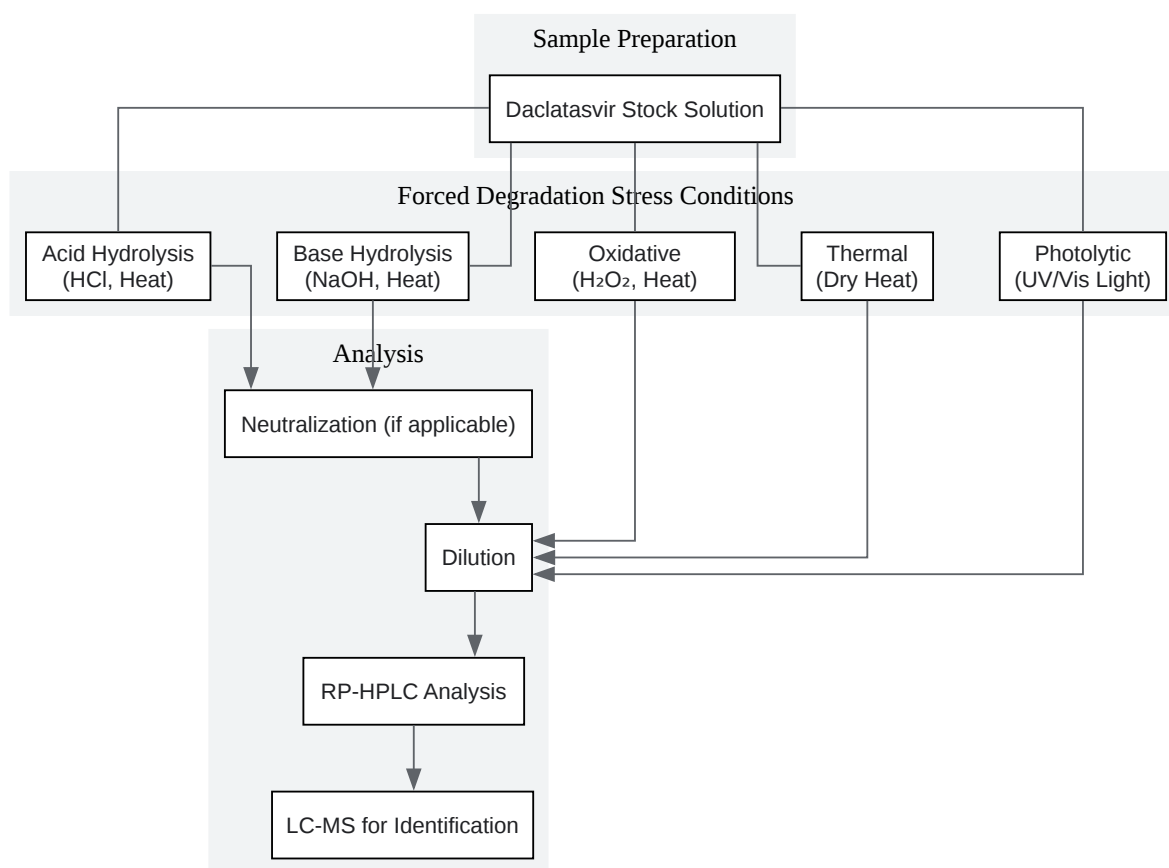 Sample Preparation
Daclatasvir Stock Solution
Forced Degradation Stress Conditions
Acid Hydrolysis
(HCl, Heat)
Base Hydrolysis
(NaOH, Heat)
Oxidative
(H₂O₂, Heat)
Thermal
(Dry Heat)
Photolytic
(UV/Vis Light)
Analysis
Neutralization (if applicable)
Dilution
RP-HPLC Analysis
LC-MS for Identification